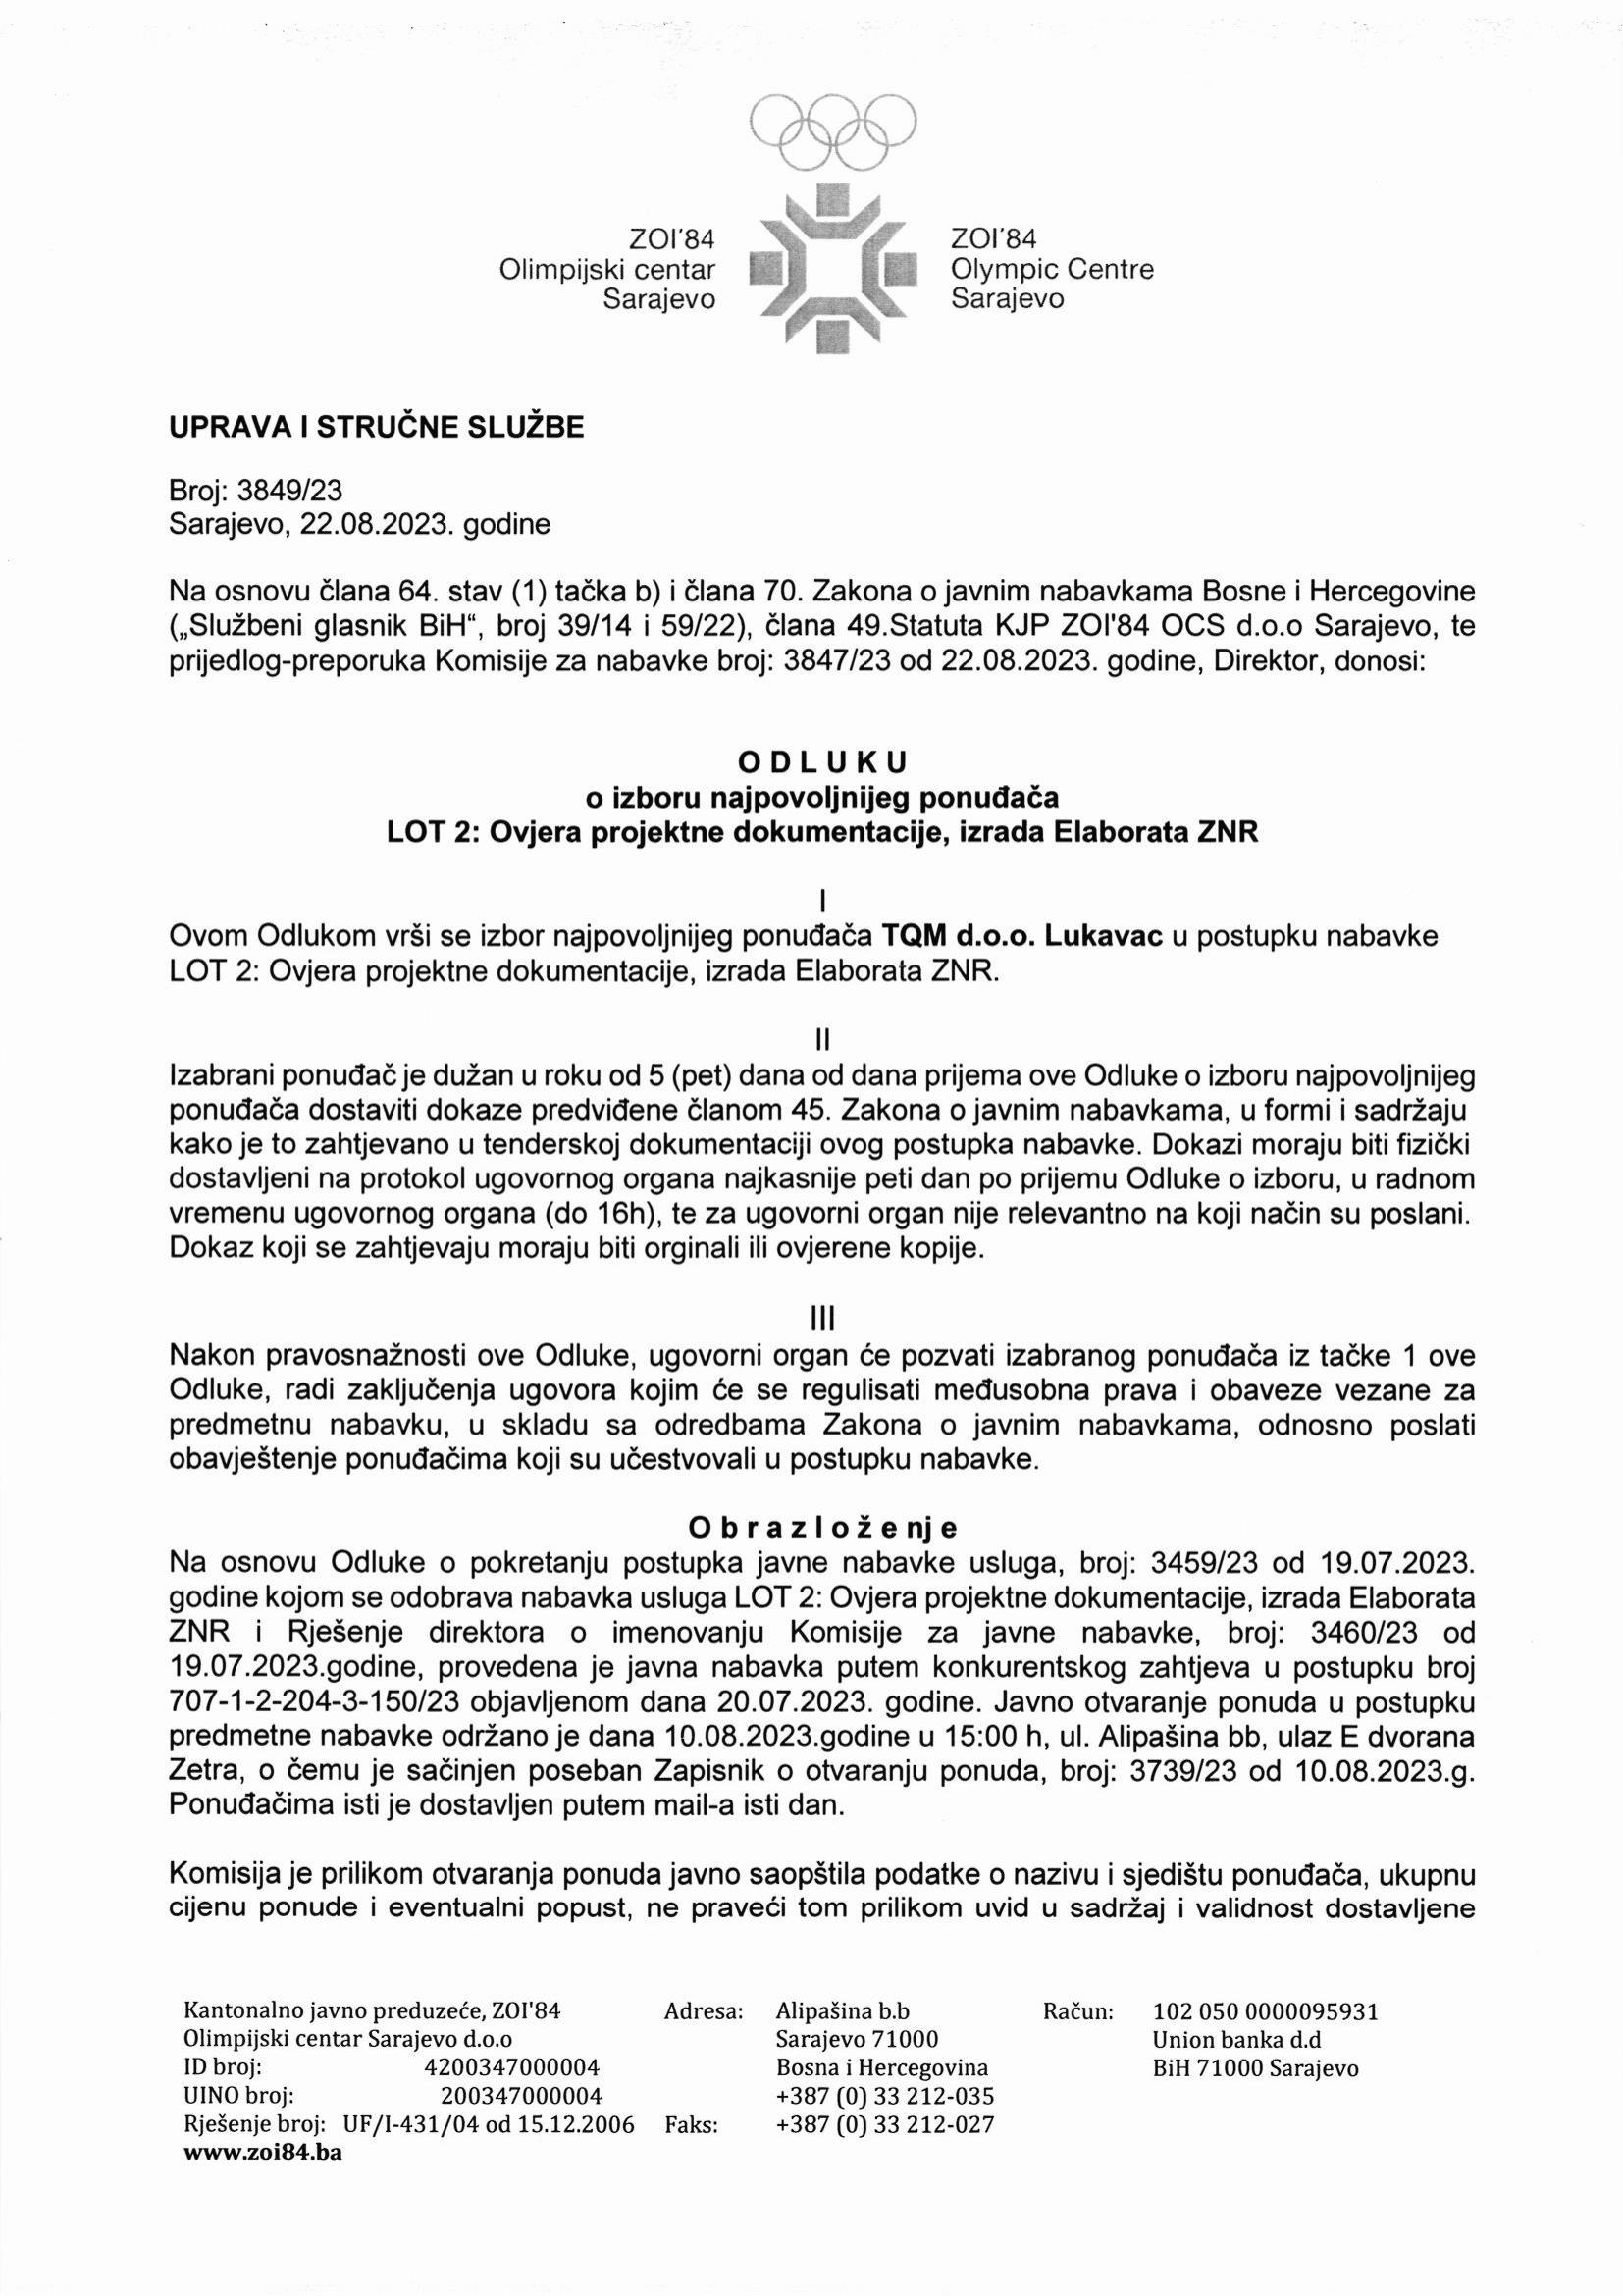 ZOI'84
Olimpijski centar
Sarajevo
ZOI'84
Olympic Centre
Sarajevo
UPRAVA I STRUČNE SLUŽBE
Broj: 3849/23
Sarajevo, 22.08.2023. godine
Na osnovu člana 64. stav (1) tačka b) i člana 70. Zakona o javnim nabavkama Bosne i Hercegovine
(„Službeni glasnik BiH“, broj 39/14 i 59/22), člana 49.Statuta KJP ZOI'84 OCS d.o.o Sarajevo, te
prijedlog-preporuka Komisije za nabavke broj: 3847/23 od 22.08.2023. godine, Direktor, donosi:
O D L U K U
o izboru najpovoljnijeg ponuđača
LOT 2: Ovjera projektne dokumentacije, izrada Elaborata ZNR
I
Ovom Odlukom vrši se izbor najpovoljnijeg ponuđača TQM d.o.o. Lukavac u postupku nabavke
LOT 2: Ovjera projektne dokumentacije, izrada Elaborata ZNR.
II
Izabrani ponuđač je dužan u roku od 5 (pet) dana od dana prijema ove Odluke o izboru najpovoljnijeg
ponuđača dostaviti dokaze predviđene članom 45. Zakona o javnim nabavkama, u formi i sadržaju
kako je to zahtjevano u tenderskoj dokumentaciji ovog postupka nabavke. Dokazi moraju biti fizički
dostavljeni na protokol ugovornog organa najkasnije peti dan po prijemu Odluke o izboru, u radnom
vremenu ugovornog organa (do 16h), te za ugovorni organ nije relevantno na koji način su poslani.
Dokaz koji se zahtjevaju moraju biti orginali ili ovjerene kopije.
III
Nakon pravosnažnosti ove Odluke, ugovorni organ će pozvati izabranog ponuđača iz tačke 1 ove
Odluke, radi zaključenja ugovora kojim će se regulisati međusobna prava i obaveze vezane za
predmetnu nabavku, u skladu sa odredbama Zakona o javnim nabavkama, odnosno poslati
obavještenje ponuđačima koji su učestvovali u postupku nabavke.
O b r a z l o ž e nj e
Na osnovu Odluke o pokretanju postupka javne nabavke usluga, broj: 3459/23 od 19.07.2023.
godine kojom se odobrava nabavka usluga LOT 2: Ovjera projektne dokumentacije, izrada Elaborata
ZNR i Rješenje direktora o imenovanju Komisije za javne nabavke, broj: 3460/23 od
19.07.2023.godine, provedena je javna nabavka putem konkurentskog zahtjeva u postupku broj
707-1-2-204-3-150/23 objavljenom dana 20.07.2023. godine. Javno otvaranje ponuda u postupku
predmetne nabavke održano je dana 10.08.2023.godine u 15:00 h, ul. Alipašina bb, ulaz E dvorana
Zetra, o čemu je sačinjen poseban Zapisnik o otvaranju ponuda, broj: 3739/23 od 10.08.2023.g.
Ponuđačima isti je dostavljen putem mail-a isti dan.
Komisija je prilikom otvaranja ponuda javno saopštila podatke o nazivu i sjedištu ponuđača, ukupnu
cijenu ponude i eventualni popust, ne praveći tom prilikom uvid u sadržaj i validnost dostavljene
Kantonalno javno preduzeće, ZOI'84 Adresa: Alipašina b.b Račun: 102 050 0000095931
Olimpijski centar Sarajevo d.o.o Sarajevo 71000 Union banka d.d
ID broj: 4200347000004 Bosna i Hercegovina BiH 71000 Sarajevo
UINO broj: 200347000004 +387 (0) 33 212-035
Rješenje broj: UF/I-431/04 od 15.12.2006 Faks: +387 (0) 33 212-027
www.zoi84.ba